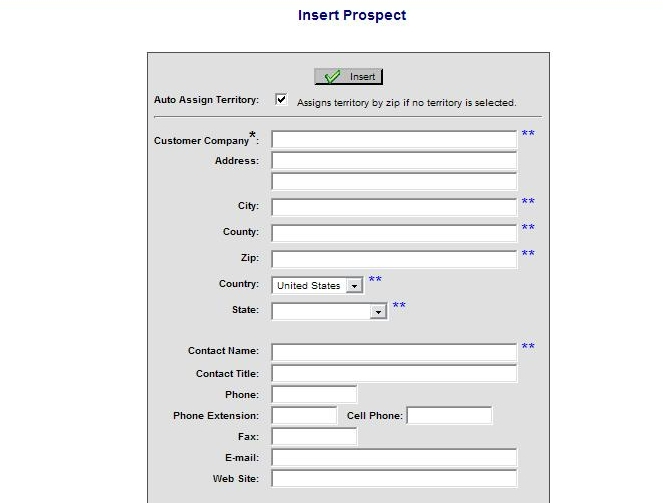 Insert Prospect
Insert
Auto Assign Territory: Assigns territory by zip if no territory is selected.
Customer Company*: **
Address:
City: **
County: **
Zip: **
Country: United States **
State: **
Contact Name: **
Contact Title:
Phone:
Phone Extension: Cell Phone:
Fax:
E-mail:
Web Site: